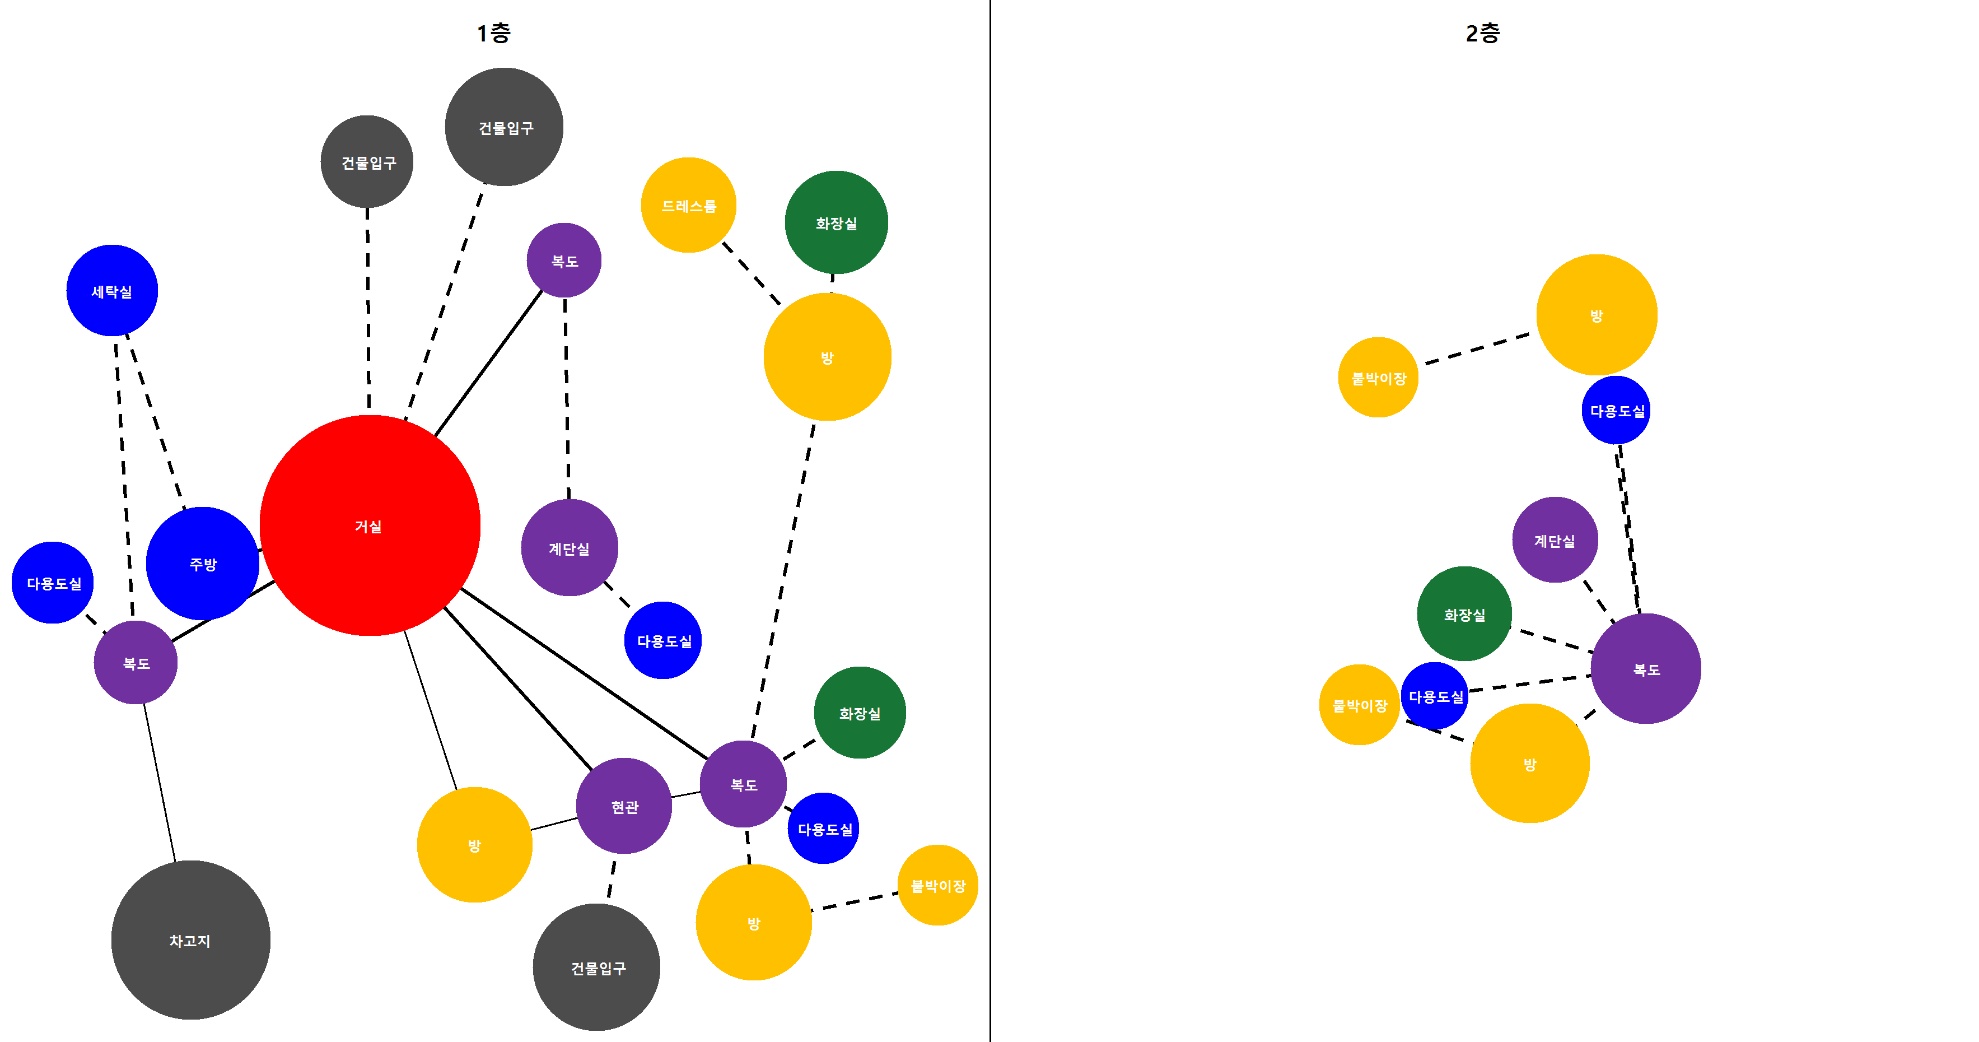 1층
건물입구
건물입구
드레스룸
화장실
복도
세탁실
방
거실
계단실
주방
다용도실
다용도실
복도
화장실
복도
현관
다용도실
방
붙박이장
방
차고지
건물입구
2층
방
붙박이장
다용도실
계단실
화장실
복도
다용도실
붙박이장
방